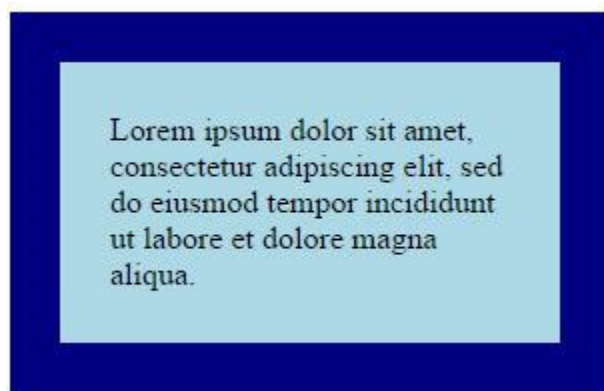 Lorem ipsum dolor sit amet,
consectetur adipiscing elit, sed
do eiusmod tempor incididunt
ut labore et dolore magna
aliqua.